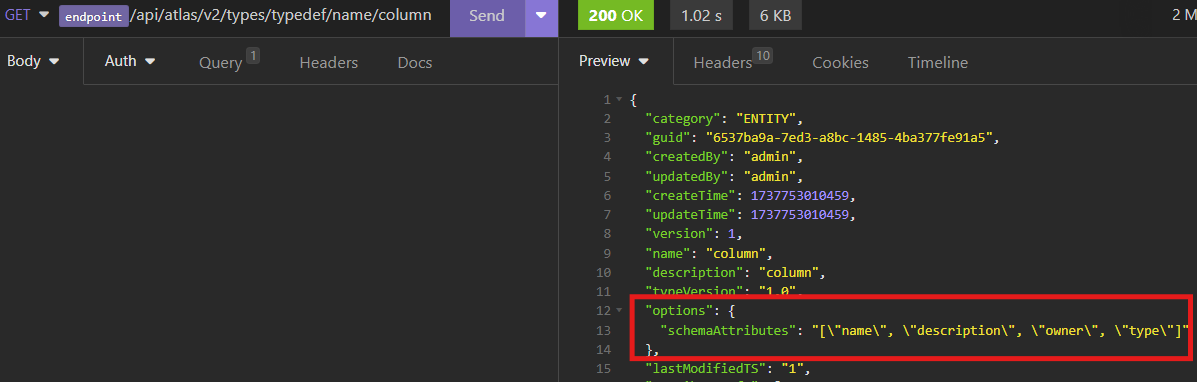 GET endpoint /api/atlas/v2/types/typedef/name/column Send 200 OK 1.02 s 6 KB 2 M
Body Auth Query 1 Headers Docs Preview Headers 10 Cookies Timeline
1 {
2 "category": "ENTITY",
3 "guid": "6537ba9a-7ed3-a8bc-1485-4ba377fe91a5",
4 "createdBy": "admin",
5 "updatedBy": "admin",
6 "createTime": 1737753010459,
7 "updateTime": 1737753010459,
8 "version": 1,
9 "name": "column",
10 "description": "column",
11 "typeVersion": "1.0",
12 "options": {
13 "schemaAttributes": "[\"name\", \"description\", \"owner\", \"type\"]"
14 },
15 "lastModifiedTS": "1",